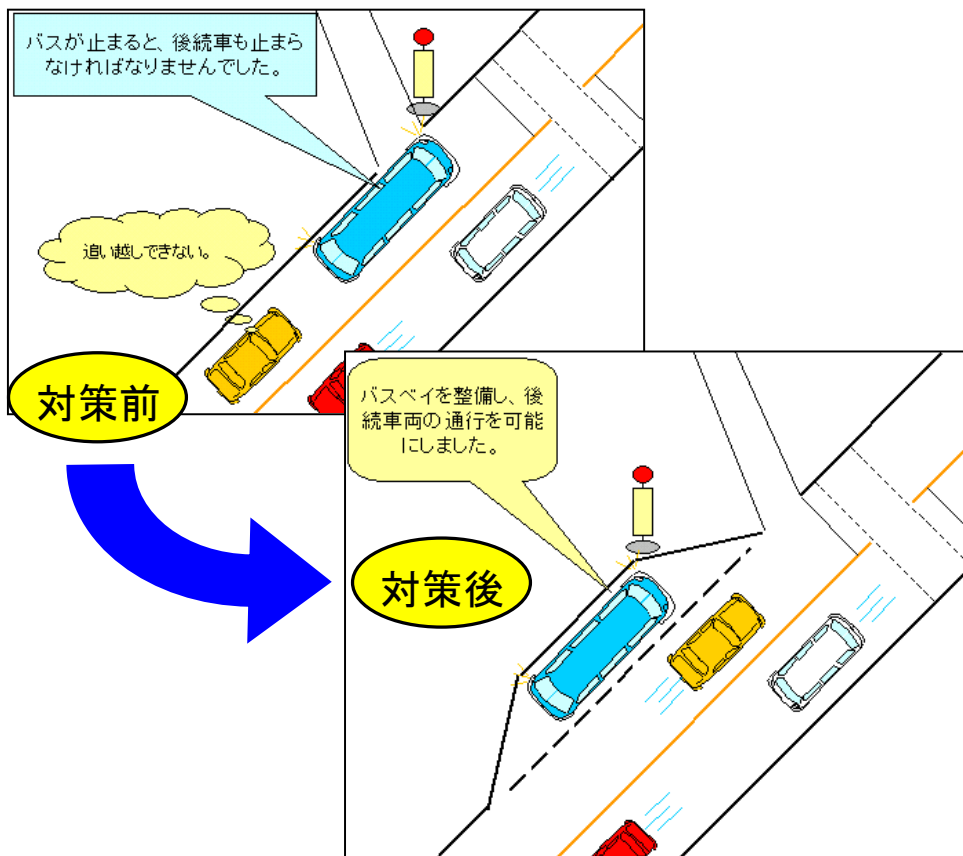 バスが止まると、後続車も止まら
なければなりませんでした。
追い越しできない。
対策前
バスベイを整備し、後
続車両の通行を可能
にしました。
対策後